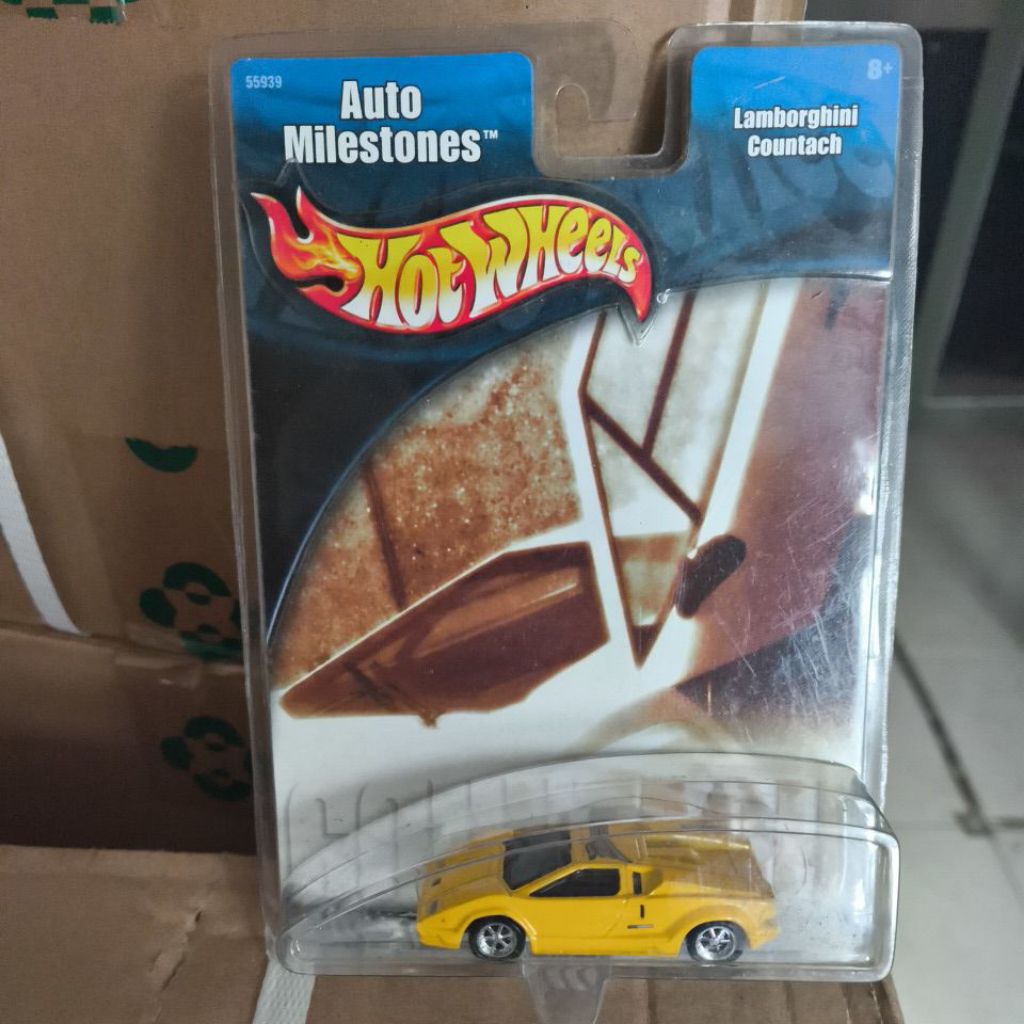 55939
Auto
Milestones™
8+
Lamborghini
Countach
Hot Wheels